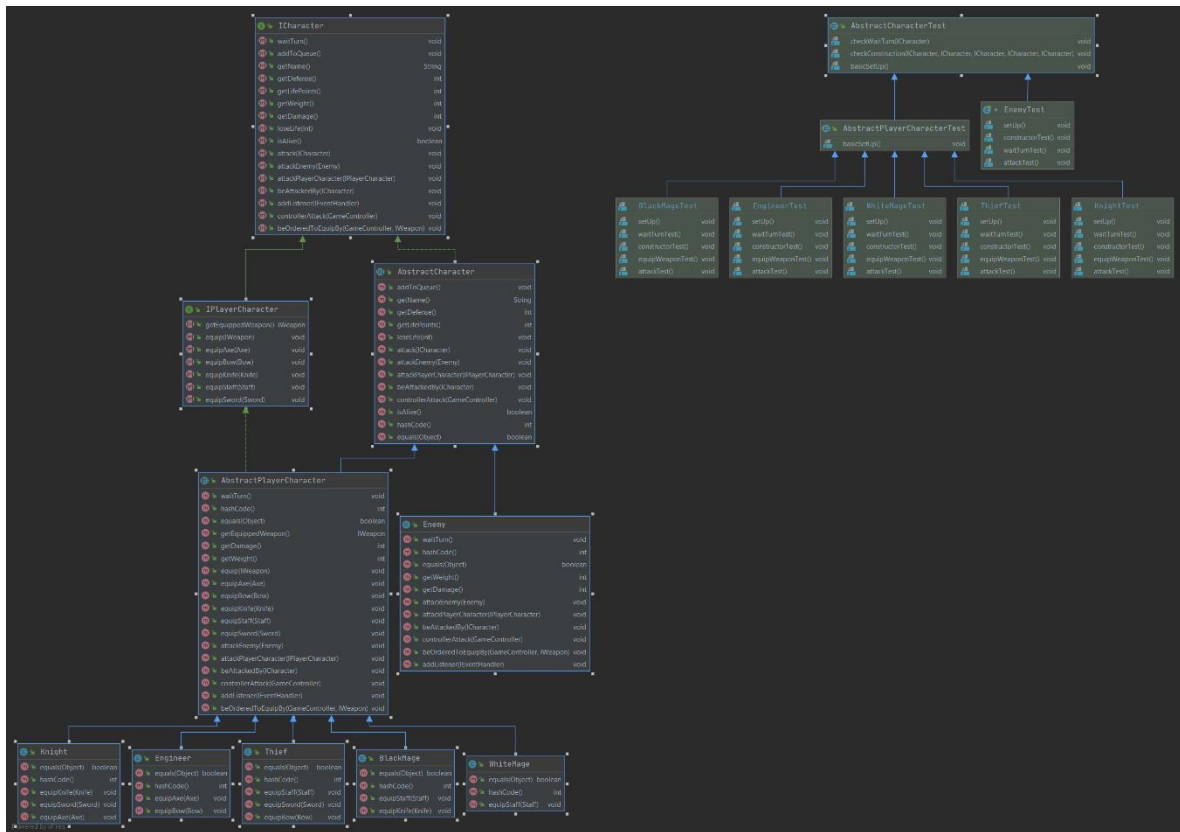 ICharacter
waitTurn() void
addToQueue() void
getName() String
getDefense() int
getLifePoints() int
getWeight() int
getDamage() int
loseLife(int) void
isAlive() boolean
attack(ICharacter) void
attackEnemy(Enemy) void
attackPlayerCharacter(IPlayerCharacter) void
beAttackedBy(ICharacter) void
addListener(IEventHandler) void
controllerAttack(GameController) void
beOrderedToEquipBy(GameController, IWeapon) void
AbstractCharacterTest
checkWaitTurn(ICharacter) void
checkConstruction(ICharacter, ICharacter, ICharacter, ICharacter, ICharacter) void
basicSetUp() void
EnemyTest
setUp() void
constructorTest() void
waitTurnTest() void
attackTest() void
AbstractPlayerCharacterTest
basicSetUp() void
BlackMageTest
setUp() void
waitTurnTest() void
constructorTest() void
equipWeaponTest() void
attackTest() void
EngineerTest
setUp() void
waitTurnTest() void
constructorTest() void
equipWeaponTest() void
attackTest() void
WhiteMageTest
setUp() void
waitTurnTest() void
constructorTest() void
equipWeaponTest() void
attackTest() void
ThiefTest
setUp() void
waitTurnTest() void
constructorTest() void
equipWeaponTest() void
attackTest() void
KnightTest
setUp() void
waitTurnTest() void
constructorTest() void
equipWeaponTest() void
attackTest() void
AbstractCharacter
addToQueue() void
getName() String
getDefense() int
getLifePoints() int
loseLife(int) void
attack(ICharacter) void
attackEnemy(Enemy) void
attackPlayerCharacter(IPlayerCharacter) void
beAttackedBy(ICharacter) void
controllerAttack(GameController) void
isAlive() boolean
hashCode() int
equals(Object) boolean
IPlayerCharacter
getEquippedWeapon() IWeapon
equip(IWeapon) void
equipAxe(Axe) void
equipBow(Bow) void
equipKnife(Knife) void
equipStaff(Staff) void
equipSword(Sword) void
AbstractPlayerCharacter
waitTurn() void
hashCode() int
equals(Object) boolean
getEquippedWeapon() IWeapon
getDamage() int
getWeight() int
equip(IWeapon) void
equipAxe(Axe) void
equipBow(Bow) void
equipKnife(Knife) void
equipStaff(Staff) void
equipSword(Sword) void
attackEnemy(Enemy) void
attackPlayerCharacter(IPlayerCharacter) void
beAttackedBy(ICharacter) void
controllerAttack(GameController) void
addListener(IEventHandler) void
beOrderedToEquipBy(GameController, IWeapon) void
Enemy
waitTurn() void
hashCode() int
equals(Object) boolean
getWeight() int
getDamage() int
attackEnemy(Enemy) void
attackPlayerCharacter(IPlayerCharacter) void
beAttackedBy(ICharacter) void
controllerAttack(GameController) void
beOrderedToEquipBy(GameController, IWeapon) void
addListener(IEventHandler) void
Knight
equals(Object) boolean
hashCode() int
equipKnife(Knife) void
equipSword(Sword) void
equipAxe(Axe) void
Engineer
equals(Object) boolean
hashCode() int
equipAxe(Axe) void
equipBow(Bow) void
Thief
equals(Object) boolean
hashCode() int
equipStaff(Staff) void
equipSword(Sword) void
equipBow(Bow) void
BlackMage
equals(Object) boolean
hashCode() int
equipStaff(Staff) void
equipKnife(Knife) void
WhiteMage
equals(Object) boolean
hashCode() int
equipStaff(Staff) void
Powered by yFiles